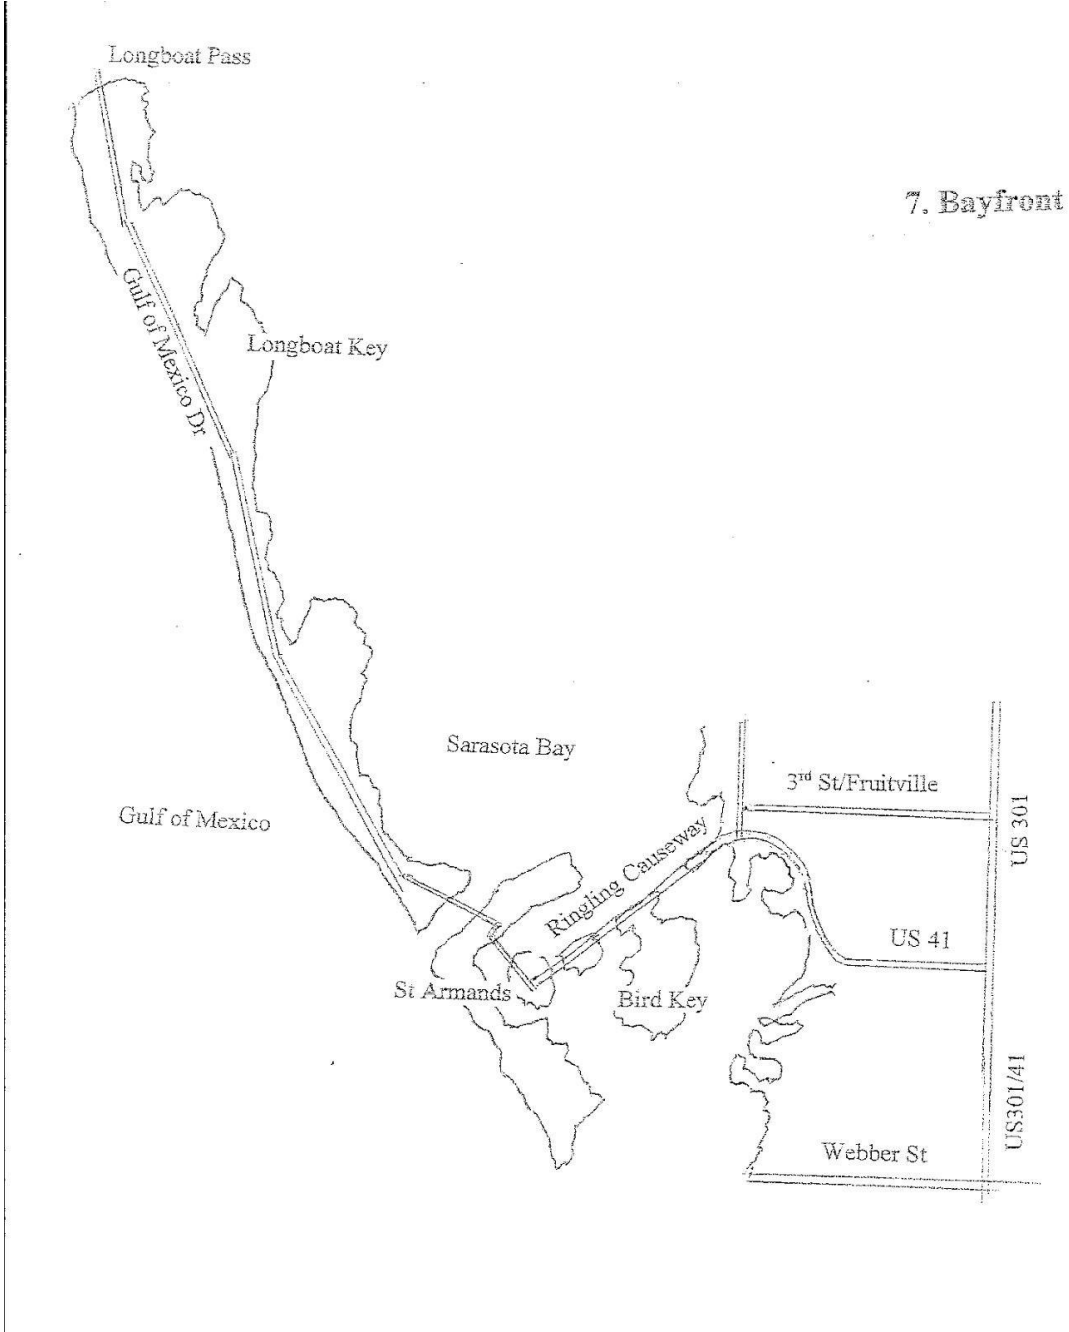 Longboat Pass
7. Bayfront
Gulf of Mexico Dr
Longboat Key
Sarasota Bay
3rd St/Fruitville
US 301
Gulf of Mexico
Ringling Causeway
US 41
St Armands
Bird Key
US301/41
Webber St